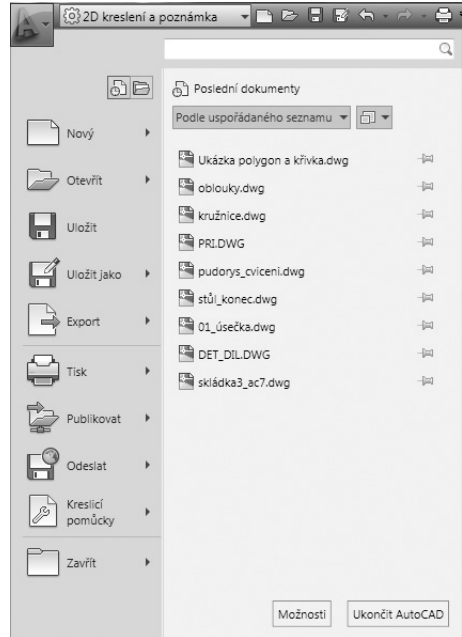 2D kreslení a poznámka
Poslední dokumenty
Podle uspořádaného seznamu
Nový
Otevřít
Uložit
Uložit jako
Export
Tisk
Publikovat
Odeslat
Kreslicí
pomůcky
Zavřít
Ukázka polygon a křivka.dwg
oblouky.dwg
kružnice.dwg
PRI.DWG
pudorys_cviceni.dwg
stůl_konec.dwg
01_úsečka.dwg
DET_DIL.DWG
skládka3_ac7.dwg
Možnosti
Ukončit AutoCAD